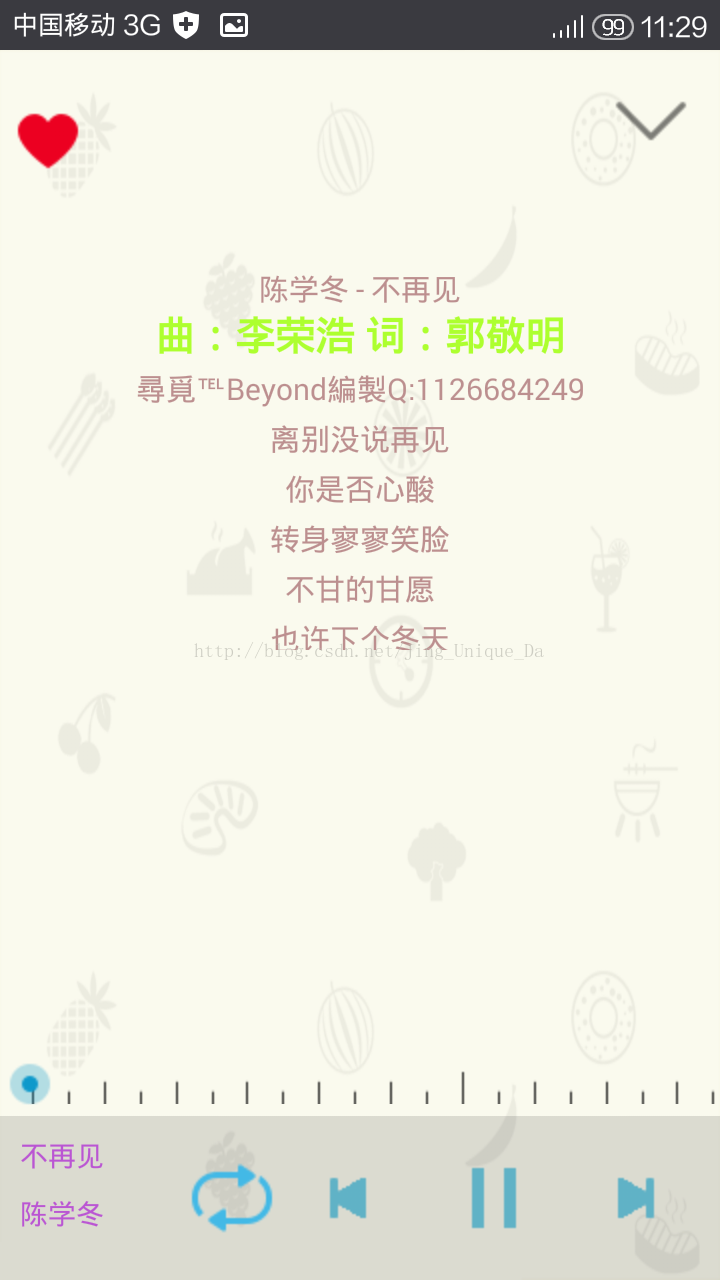 中国移动 3G 99 11:29
陈学冬 - 不再见
曲：李荣浩 词：郭敬明
尋覓℡Beyond編製Q:1126684249
离别没说再见
你是否心酸
转身寥寥笑脸
不甘的甘愿
也许下个冬天
http://blog.csdn.net/jing_Unique_Da
不再见
陈学冬